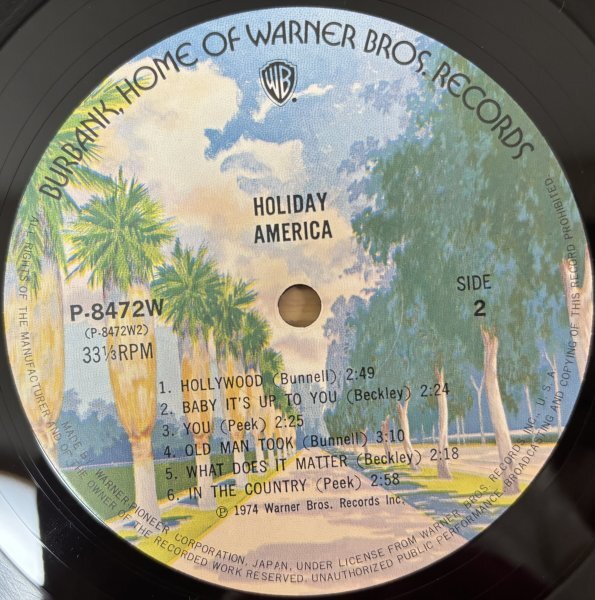 BURBANK, HOME OF WARNER BROS. RECORDS
WB
HOLIDAY
AMERICA
P-8472W
(P-8472W2)
33⅓RPM
SIDE
2
1. HOLLYWOOD (Bunnell) 2:49
2. BABY IT'S UP TO YOU (Beckley) 2:24
3. YOU (Peek) 2:25
4. OLD MAN TOOK (Bunnell) 3:10
5. WHAT DOES IT MATTER (Beckley) 2:18
6. IN THE COUNTRY (Peek) 2:58
℗ 1974 Warner Bros. Records Inc.
MADE BY WARNER-PIONEER CORPORATION, JAPAN, UNDER LICENSE FROM WARNER BROS. RECORDS INC., U.S.A.
ALL RIGHTS OF THE MANUFACTURER AND OF THE OWNER OF THE RECORDED WORK RESERVED. UNAUTHORIZED PUBLIC PERFORMANCE, BROADCASTING AND COPYING OF THIS RECORD PROHIBITED